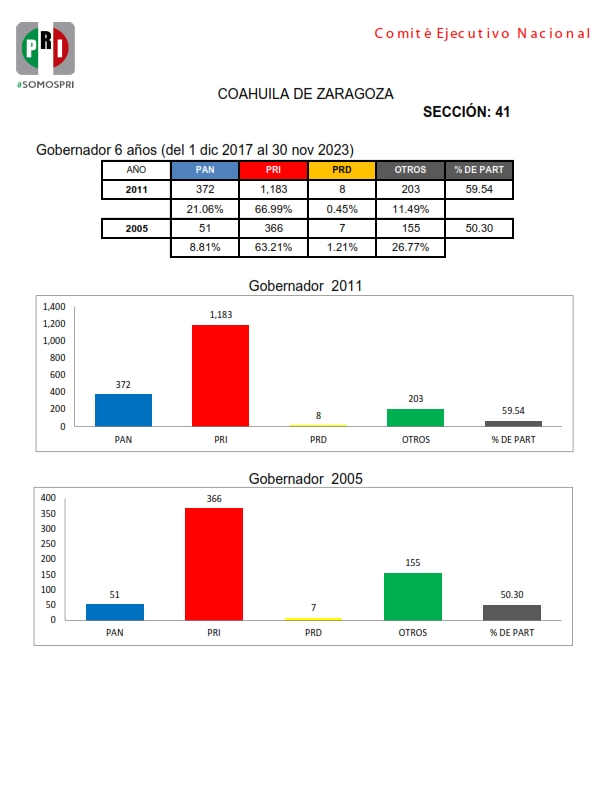 PRI
#SOMOSPRI
Comité Ejecutivo Nacional
COAHUILA DE ZARAGOZA
SECCIÓN: 41
Gobernador 6 años (del 1 dic 2017 al 30 nov 2023)
AÑO PAN PRI PRD OTROS % DE PART
2011 372 1,183 8 203 59.54
21.06% 66.99% 0.45% 11.49%
2005 51 366 7 155 50.30
8.81% 63.21% 1.21% 26.77%
Gobernador 2011
1,400
1,200
1,000
800
600
400
200
0
372
1,183
8
203
59.54
PAN PRI PRD OTROS % DE PART
Gobernador 2005
400
350
300
250
200
150
100
50
0
51
366
7
155
50.30
PAN PRI PRD OTROS % DE PART